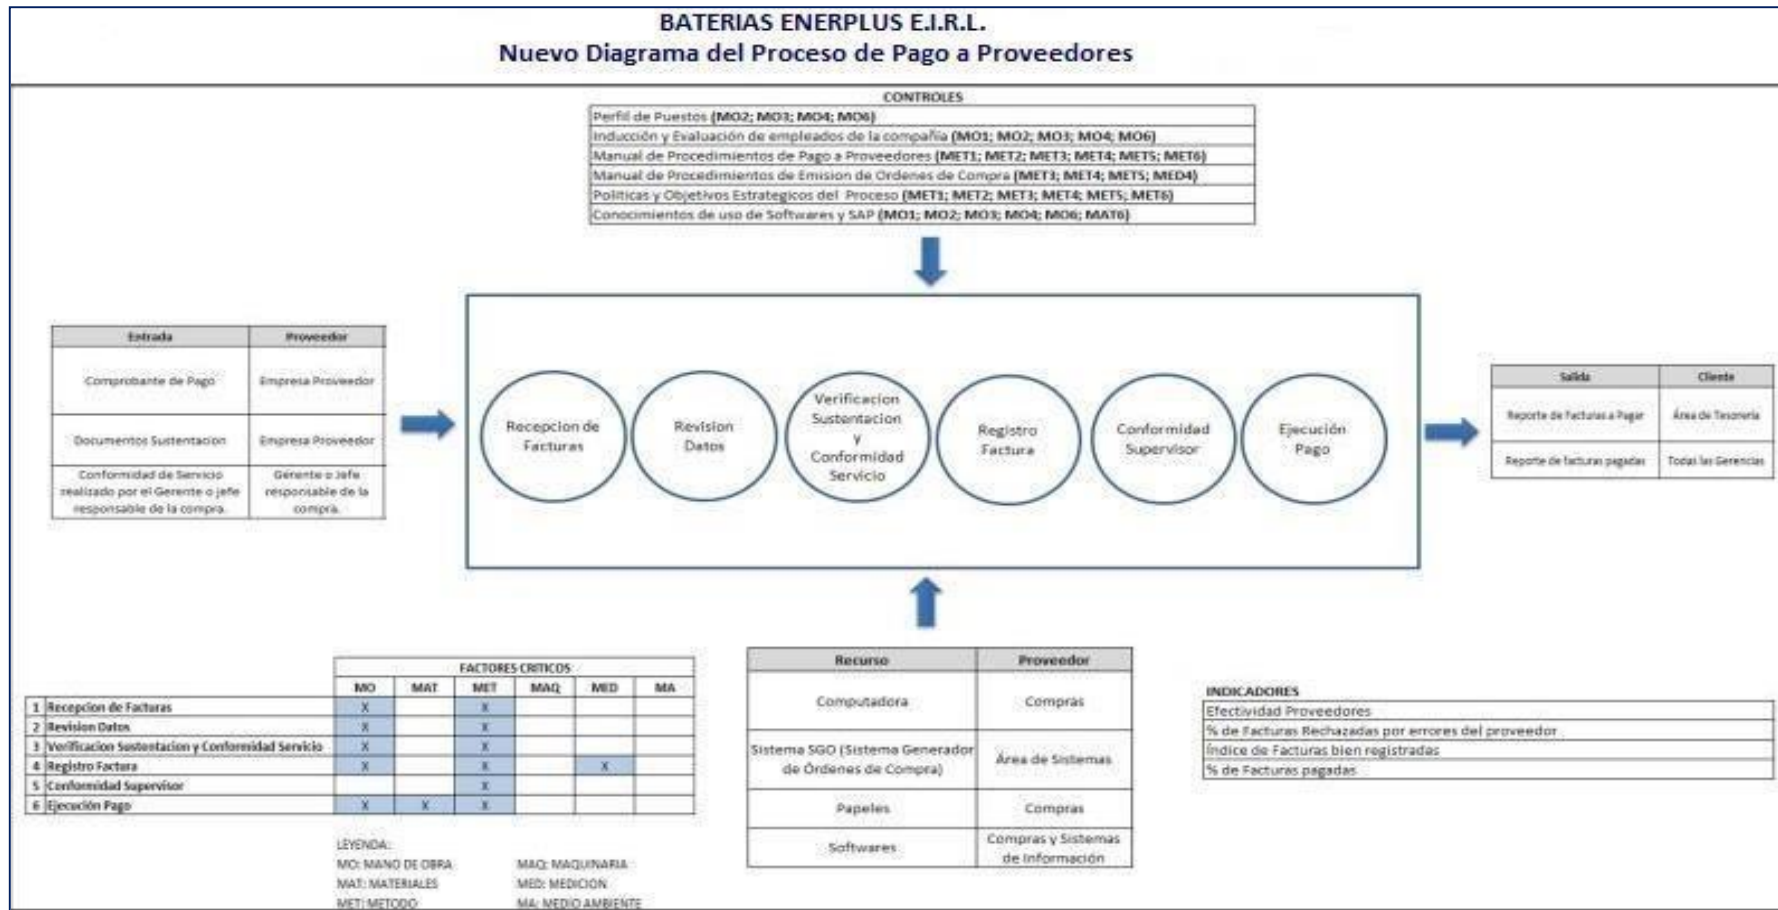 BATERIAS ENERPLUS E.I.R.L.
Nuevo Diagrama del Proceso de Pago a Proveedores
CONTROLES
Perfil de Puestos (MO2; MO3; MO4; MO6)
Inducción y Evaluación de empleados de la compañía (MO1; MO2; MO3; MO4; MO6)
Manual de Procedimientos de Pago a Proveedores (MET1; MET2; MET3; MET4; MET5; MET6)
Manual de Procedimientos de Emision de Ordenes de Compra (MET3; MET4; MET5; MED4)
Politicas y Objetivos Estrategicos del Proceso (MET1; MET2; MET3; MET4; MET5; MET6)
Conocimientos de uso de Softwares y SAP (MO1; MO2; MO3; MO4; MO6; MAT6)
Entrada Proveedor
Comprobante de Pago Empresa Proveedor
Documentos Sustentacion Empresa Proveedor
Conformidad de Servicio
realizado por el Gerente o jefe
responsable de la compra.
Gerente o Jefe
responsable de la
compra.
Recepcion de
Facturas
Revision
Datos
Verificacion
Sustentacion
y
Conformidad
Servicio
Registro
Factura
Conformidad
Supervisor
Ejecución
Pago
Salida Cliente
Reporte de Facturas a Pagar Área de Tesorería
Reporte de facturas pagadas Todas las Gerencias
FACTORES CRITICOS
MO MAT MET MAQ MED MA
1 Recepcion de Facturas X X
2 Revision Datos X X
3 Verificacion Sustentacion y Conformidad Servicio X X
4 Registro Factura X X X
5 Conformidad Supervisor X
6 Ejecución Pago X X X
LEYENDA:
MO: MANO DE OBRA MAQ: MAQUINARIA
MAT: MATERIALES MED: MEDICION
MET: METODO MA: MEDIO AMBIENTE
Recurso Proveedor
Computadora Compras
Sistema SGO (Sistema Generador
de Órdenes de Compra)
Área de Sistemas
Papeles Compras
Softwares
Compras y Sistemas
de Información
INDICADORES
Efectividad Proveedores
% de Facturas Rechazadas por errores del proveedor
Índice de Facturas bien registradas
% de Facturas pagadas